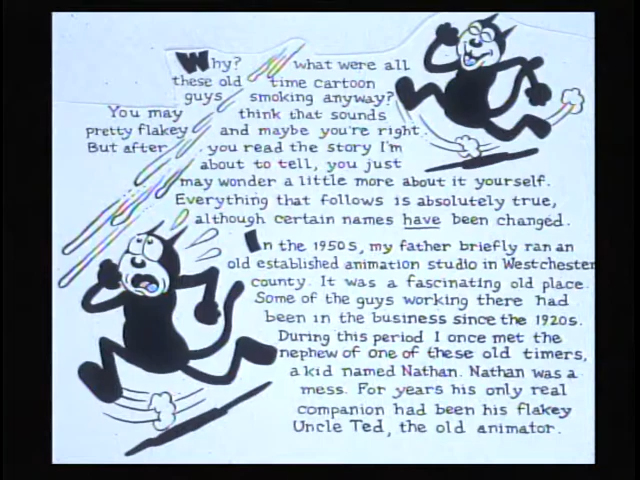 Why? what were all
these old time cartoon
guys smoking anyway?
You may think that sounds
pretty flakey and maybe you're right.
But after you read the story I'm
about to tell, you just
may wonder a little more about it yourself.
Everything that follows is absolutely true,
although certain names have been changed.
In the 1950s, my father briefly ran an
old established animation studio in Westchester
county. It was a fascinating old place.
Some of the guys working there had
been in the business since the 1920s.
During this period I once met the
nephew of one of these old timers,
a kid named Nathan. Nathan was a
mess. For years his only real
companion had been his flakey
Uncle Ted, the old animator.